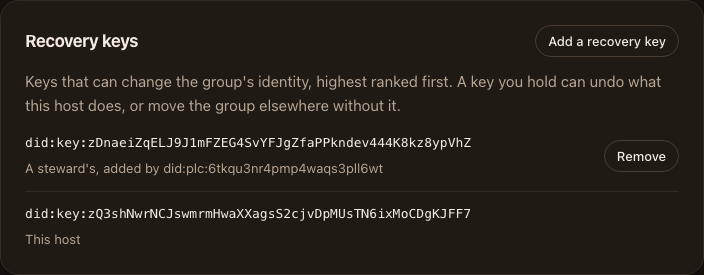 Recovery keys
Add a recovery key
Keys that can change the group's identity, highest ranked first. A key you hold can undo what
this host does, or move the group elsewhere without it.
did:key:zDnaeiZqELJ9J1mFZEG4SvYFJgZfaPPkndev444K8kz8ypVhZ
A steward's, added by did:plc:6tkqu3nr4pmp4waqs3pll6wt
Remove
did:key:zQ3shNwrNCJswmrmHwaXXagsS2cjvDpMUsTN6ixMoCDgKJFF7
This host